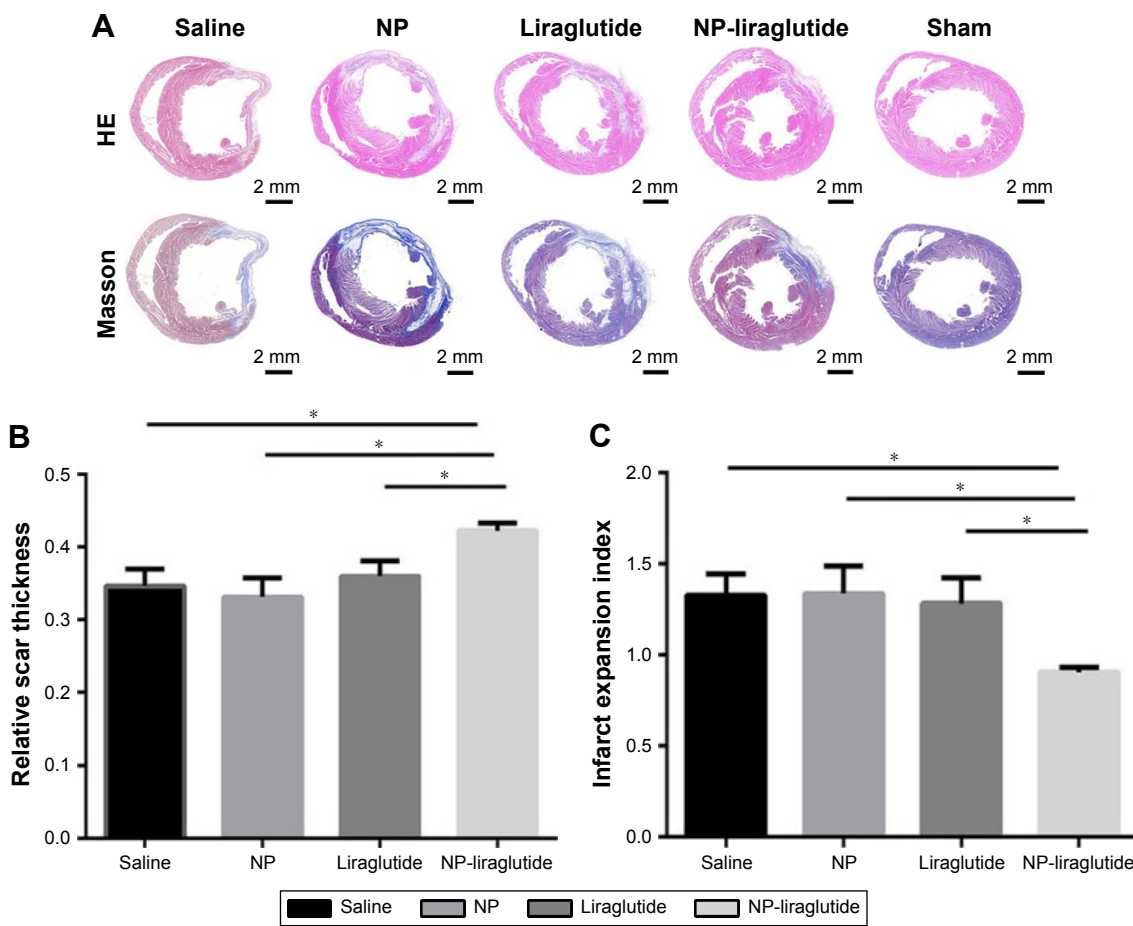 A
Saline NP Liraglutide NP-liraglutide Sham
HE
2 mm 2 mm 2 mm 2 mm 2 mm
Masson
2 mm 2 mm 2 mm 2 mm 2 mm
B
Relative scar thickness
0.5
0.4
0.3
0.2
0.1
0.0
* 
*
*
Saline NP Liraglutide NP-liraglutide
C
Infarct expansion index
2.0
1.5
1.0
0.5
0.0
*
*
*
Saline NP Liraglutide NP-liraglutide
Saline NP Liraglutide NP-liraglutide